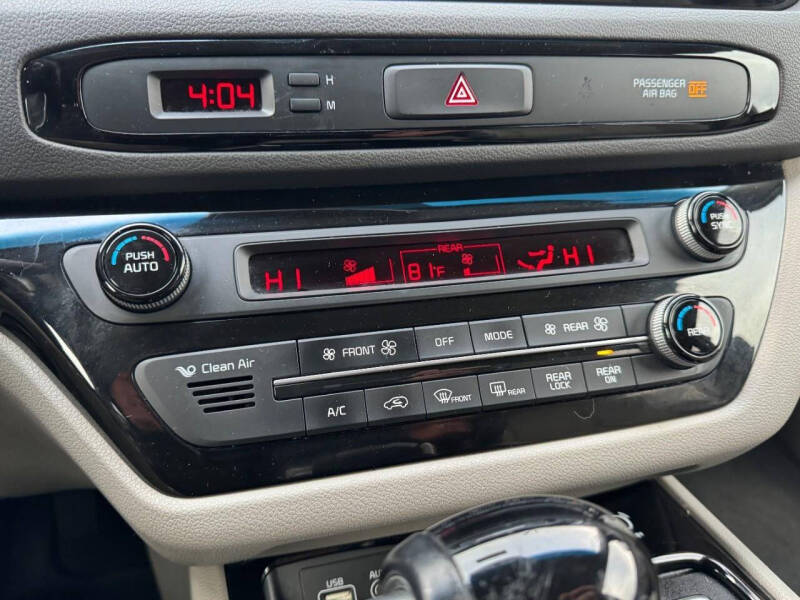 4:04
H
M
PASSENGER
AIR BAG OFF
PUSH
AUTO
HI
REAR
81°F
HI
PUSH
SYNC
Clean Air
FRONT
OFF
MODE
REAR
REAR
A/C
FRONT
REAR
REAR
LOCK
REAR
ON
USB
AU